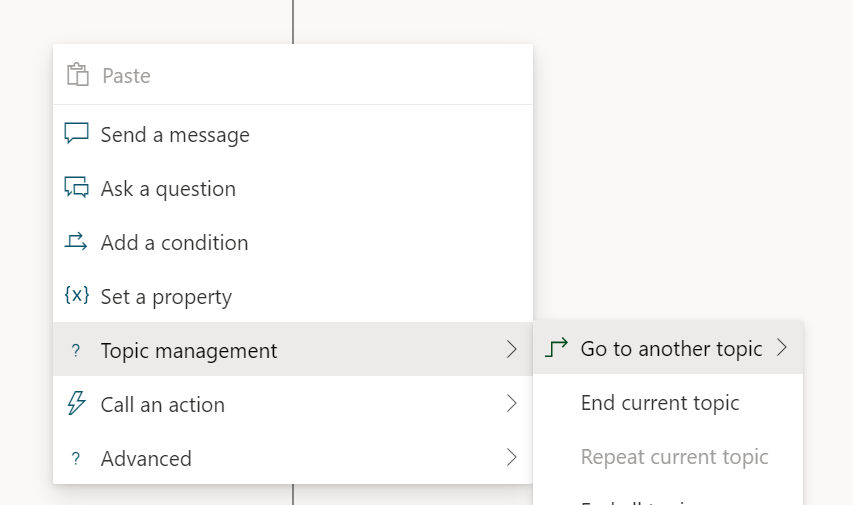 Paste
Send a message
Ask a question
Add a condition
{x} Set a property
? Topic management
Go to another topic
End current topic
Repeat current topic
Call an action
? Advanced